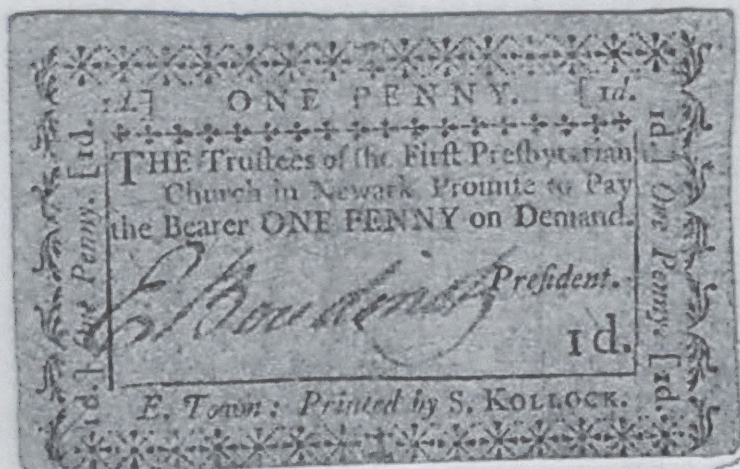 1d.] ONE PENNY. [1d.
THE Truſtees of the Firſt Preſbyterian
Church in Newark Promiſe to Pay
the Bearer ONE PENNY on Demand.
E Boudinot Preſident.
1d.
E. Town: Printed by S. KOLLOCK.
1d.] One Penny. [1d.
1d.] One Penny. [1d.